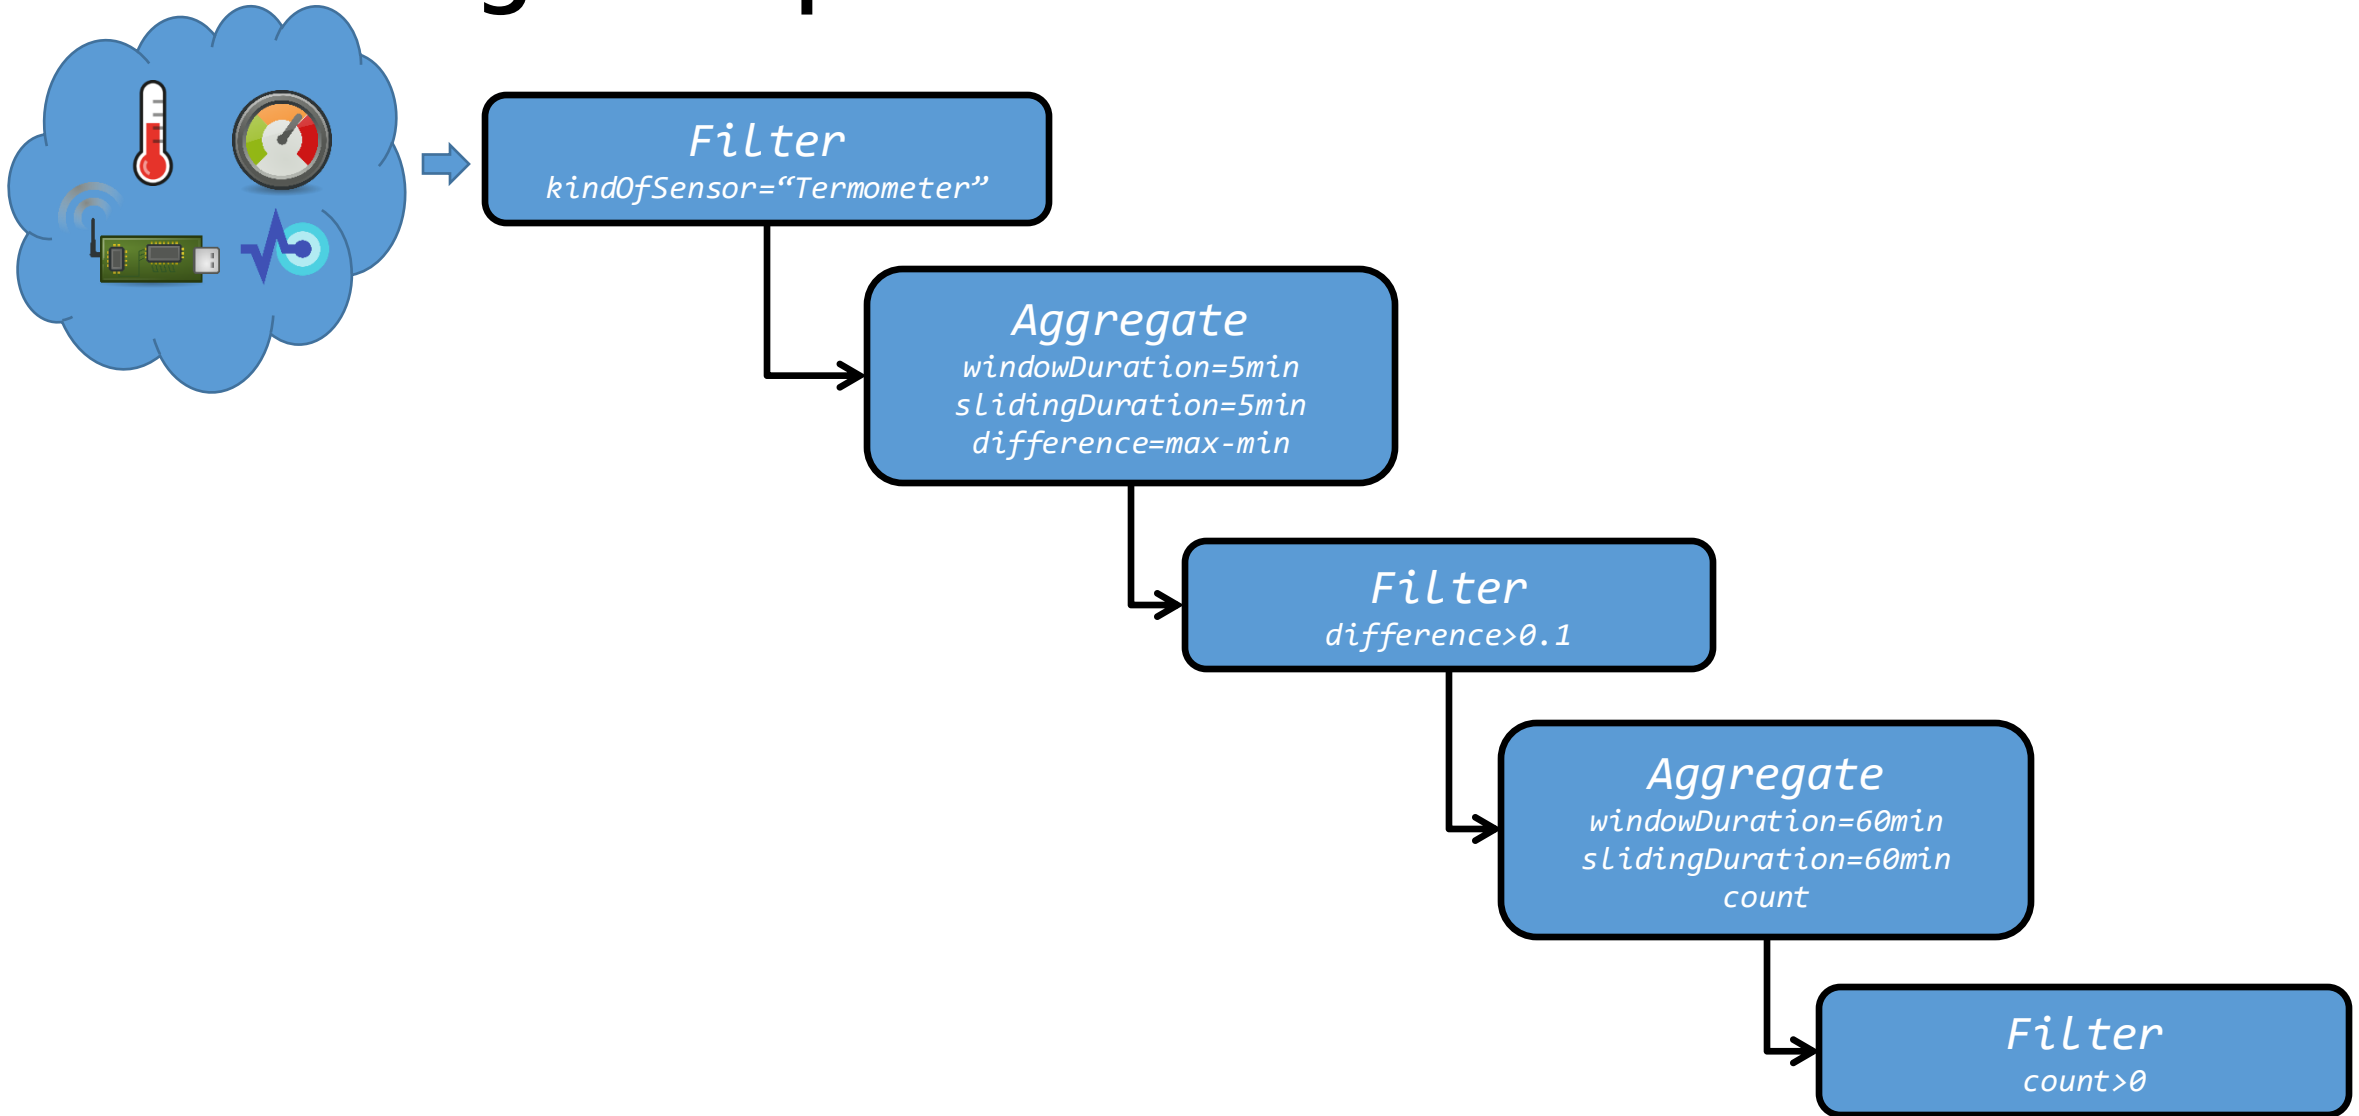 Filter
kindOfSensor=“Termometer”
Aggregate
windowDuration=5min
slidingDuration=5min
difference=max-min
Filter
difference>0.1
Aggregate
windowDuration=60min
slidingDuration=60min
count
Filter
count>0